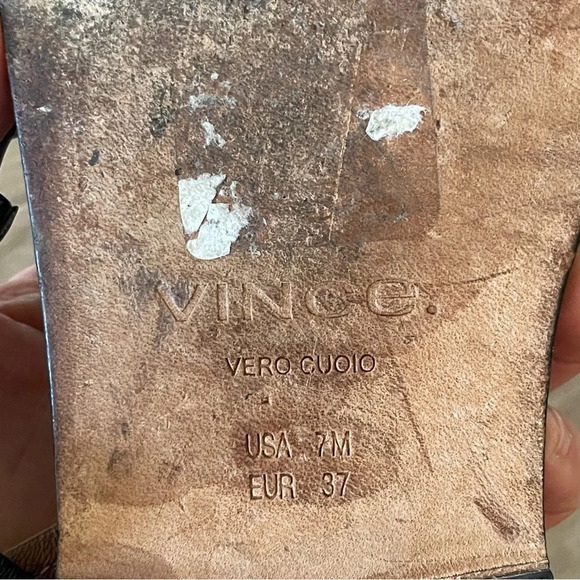 VINCe.
VERO CUOIO
USA 7M
EUR 37